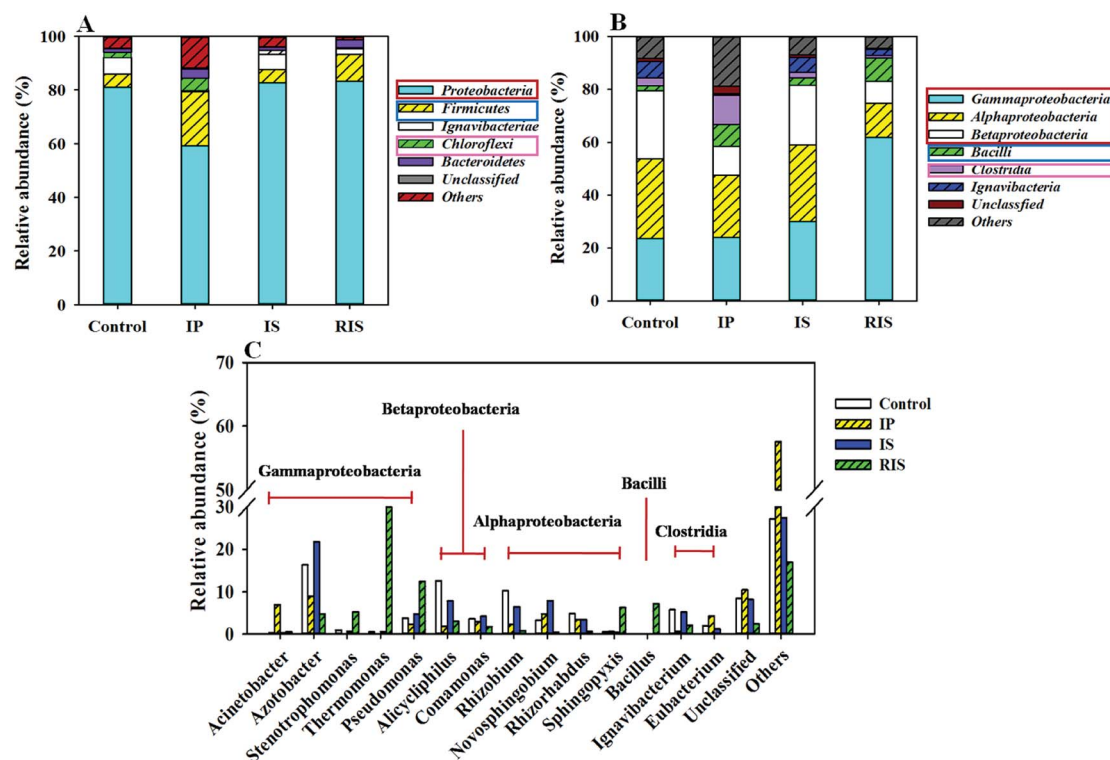 A
Relative abundance (%)
100
80
60
40
20
0
Control IP IS RIS
Proteobacteria
Firmicutes
Ignavibacteriae
Chloroflexi
Bacteroidetes
Unclassified
Others
B
Relative abundance (%)
100
80
60
40
20
0
Control IP IS RIS
Gammaproteobacteria
Alphaproteobacteria
Betaproteobacteria
Bacilli
Clostridia
Ignavibacteria
Unclassfied
Others
C
Relative abundance (%)
70
60
50
30
20
10
0
Betaproteobacteria
Gammaproteobacteria
Alphaproteobacteria
Bacilli
Clostridia
Control
IP
IS
RIS
Acinetobacter
Azotobacter
Stenotrophomonas
Thermomonas
Pseudomonas
Alicycliphilus
Comamonas
Rhizobium
Novosphingobium
Rhizorhabdus
Sphingopyxis
Bacillus
Ignavibacterium
Eubacterium
Unclassified
Others